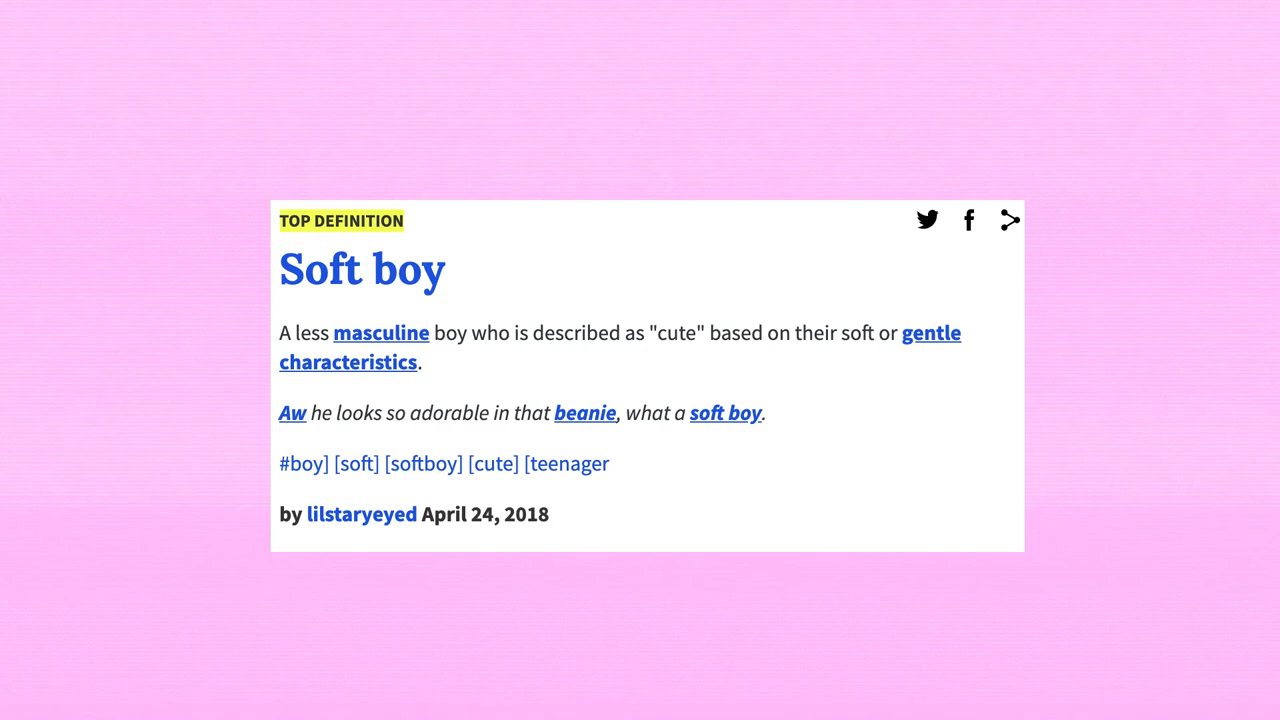 TOP DEFINITION
Soft boy
A less masculine boy who is described as "cute" based on their soft or gentle
characteristics.
Aw he looks so adorable in that beanie, what a soft boy.
#boy] [soft] [softboy] [cute] [teenager
by lilstaryeyed April 24, 2018